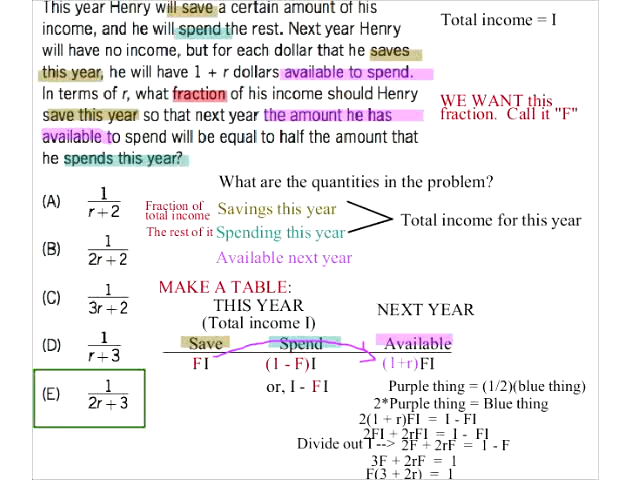 This year Henry will save a certain amount of his
income, and he will spend the rest. Next year Henry
will have no income, but for each dollar that he saves
this year, he will have 1 + r dollars available to spend.
In terms of r, what fraction of his income should Henry
save this year so that next year the amount he has
available to spend will be equal to half the amount that
he spends this year?
Total income = I
WE WANT this
fraction. Call it "F"
What are the quantities in the problem?
Fraction of
total income
Savings this year
The rest of it
Spending this year
Available next year
Total income for this year
(A) 1/(r+2)
(B) 1/(2r+2)
(C) 1/(3r+2)
(D) 1/(r+3)
(E) 1/(2r+3)
MAKE A TABLE:
THIS YEAR
(Total income I)
NEXT YEAR
Save Spend Available
FI (1 - F)I (1+r)FI
or, I - FI
Purple thing = (1/2)(blue thing)
2*Purple thing = Blue thing
2(1 + r)FI = I - FI
2FI + 2rFI = I - FI
Divide out I --> 2F + 2rF = 1 - F
3F + 2rF = 1
F(3 + 2r) = 1